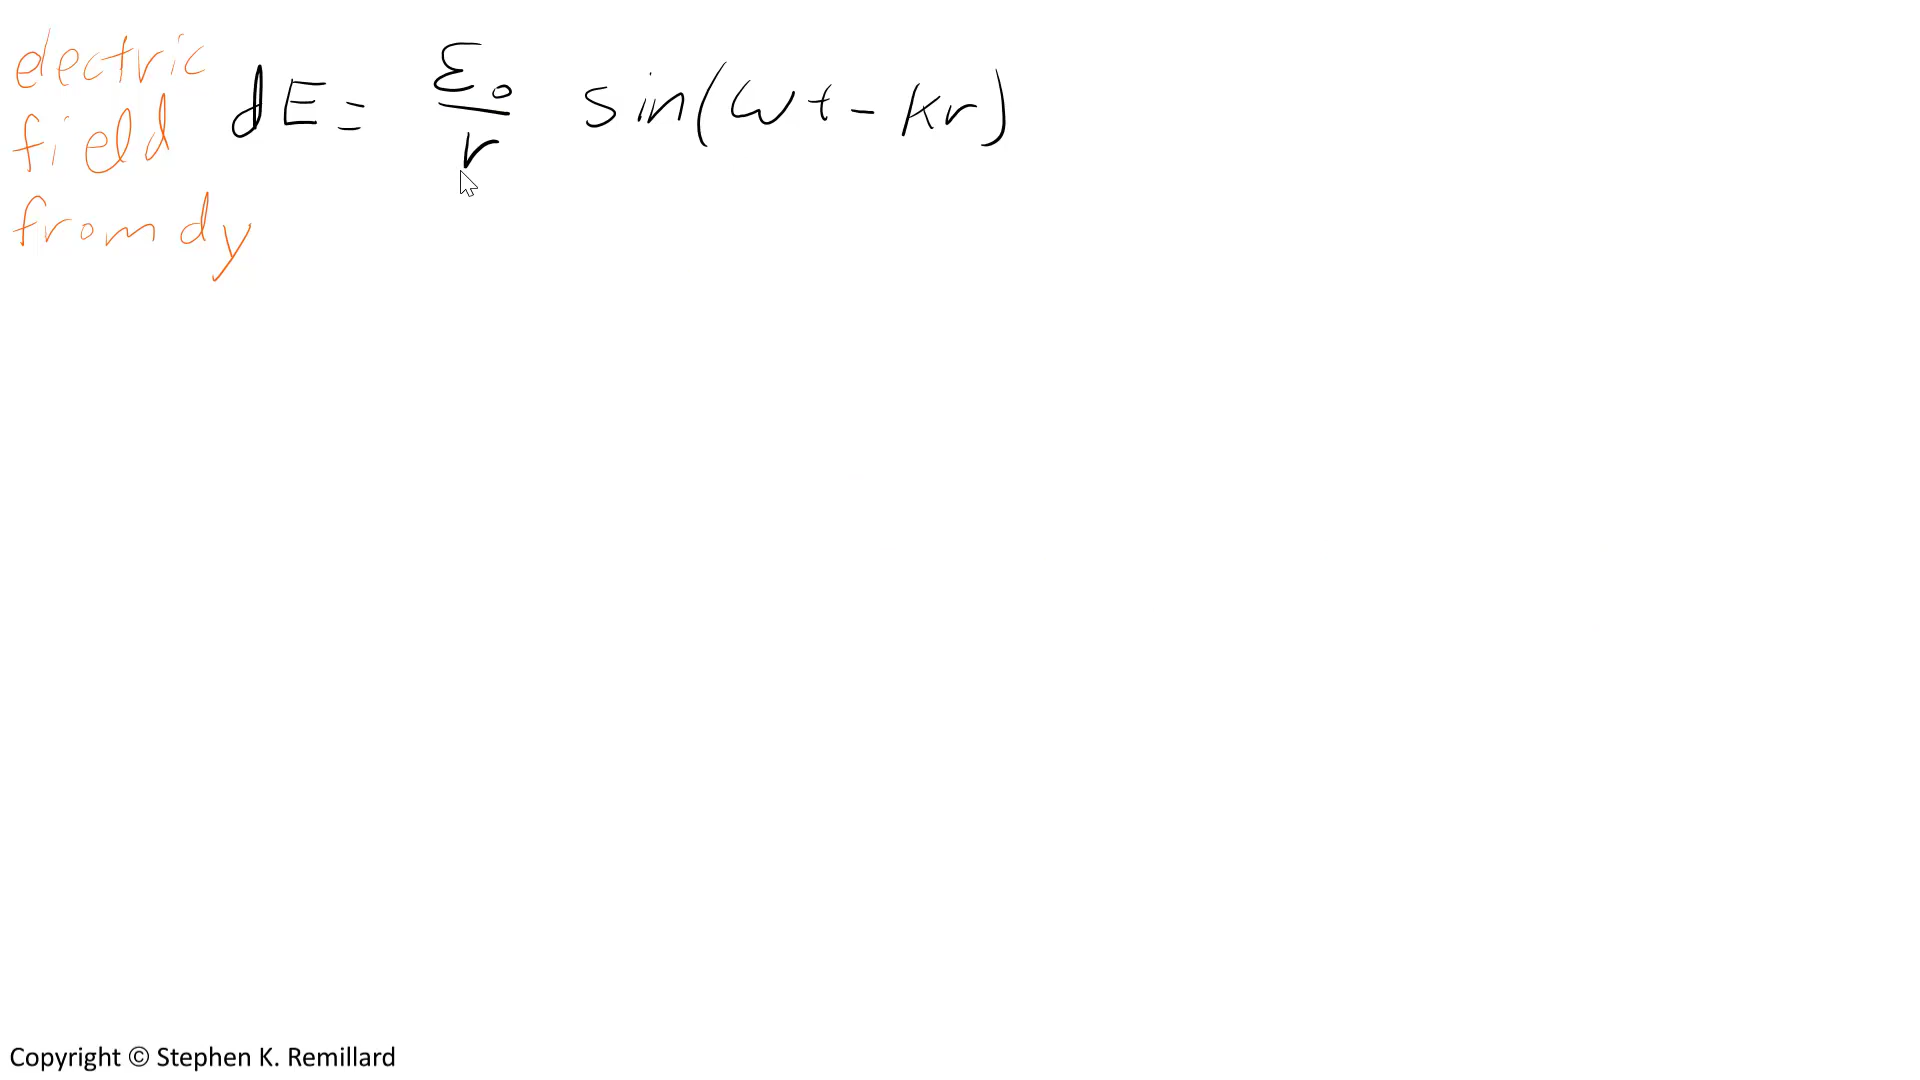 electric
field
from dy
dE = ε₀/r sin(ωt - kr)
Copyright © Stephen K. Remillard